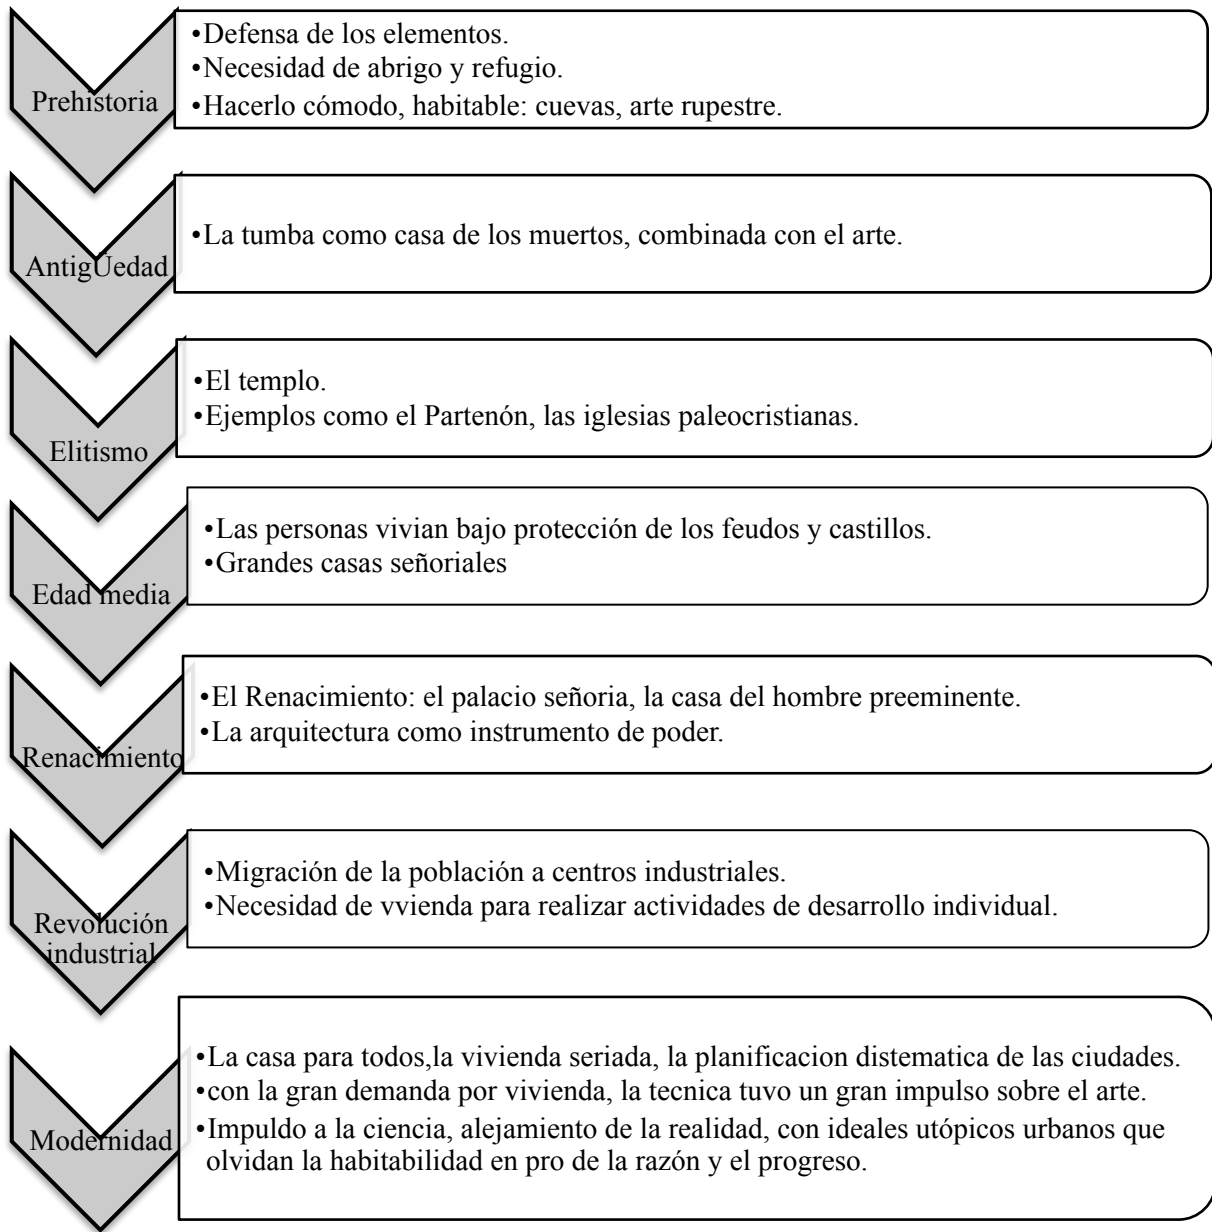 Prehistoria
•Defensa de los elementos.
•Necesidad de abrigo y refugio.
•Hacerlo cómodo, habitable: cuevas, arte rupestre.
AntigÜedad
•La tumba como casa de los muertos, combinada con el arte.
Elitismo
•El templo.
•Ejemplos como el Partenón, las iglesias paleocristianas.
Edad media
•Las personas vivian bajo protección de los feudos y castillos.
•Grandes casas señoriales
Renacimiento
•El Renacimiento: el palacio señoria, la casa del hombre preeminente.
•La arquitectura como instrumento de poder.
Revolución
industrial
•Migración de la población a centros industriales.
•Necesidad de vvienda para realizar actividades de desarrollo individual.
Modernidad
•La casa para todos,la vivienda seriada, la planificacion distematica de las ciudades.
•con la gran demanda por vivienda, la tecnica tuvo un gran impulso sobre el arte.
•Impuldo a la ciencia, alejamiento de la realidad, con ideales utópicos urbanos que
olvidan la habitabilidad en pro de la razón y el progreso.